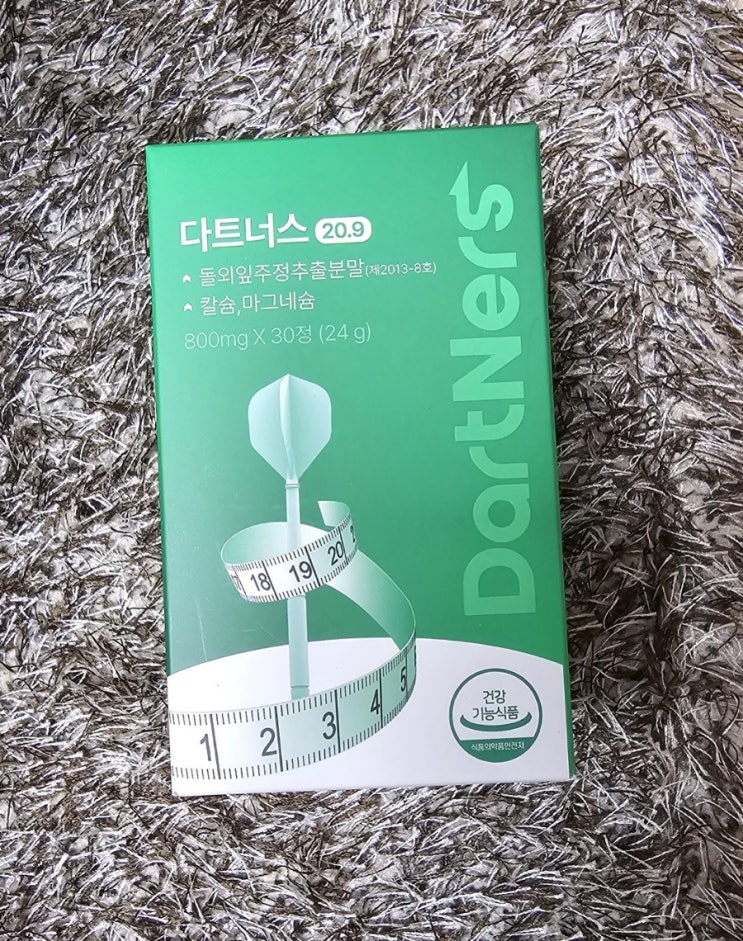 다트너스 20.9
돌외잎주정추출분말(제2013-8호)
칼슘,마그네슘
800mg X 30정 (24 g)
DartNers
18 19 20
1 2 3 4 5
건강
기능식품
식품의약품안전처